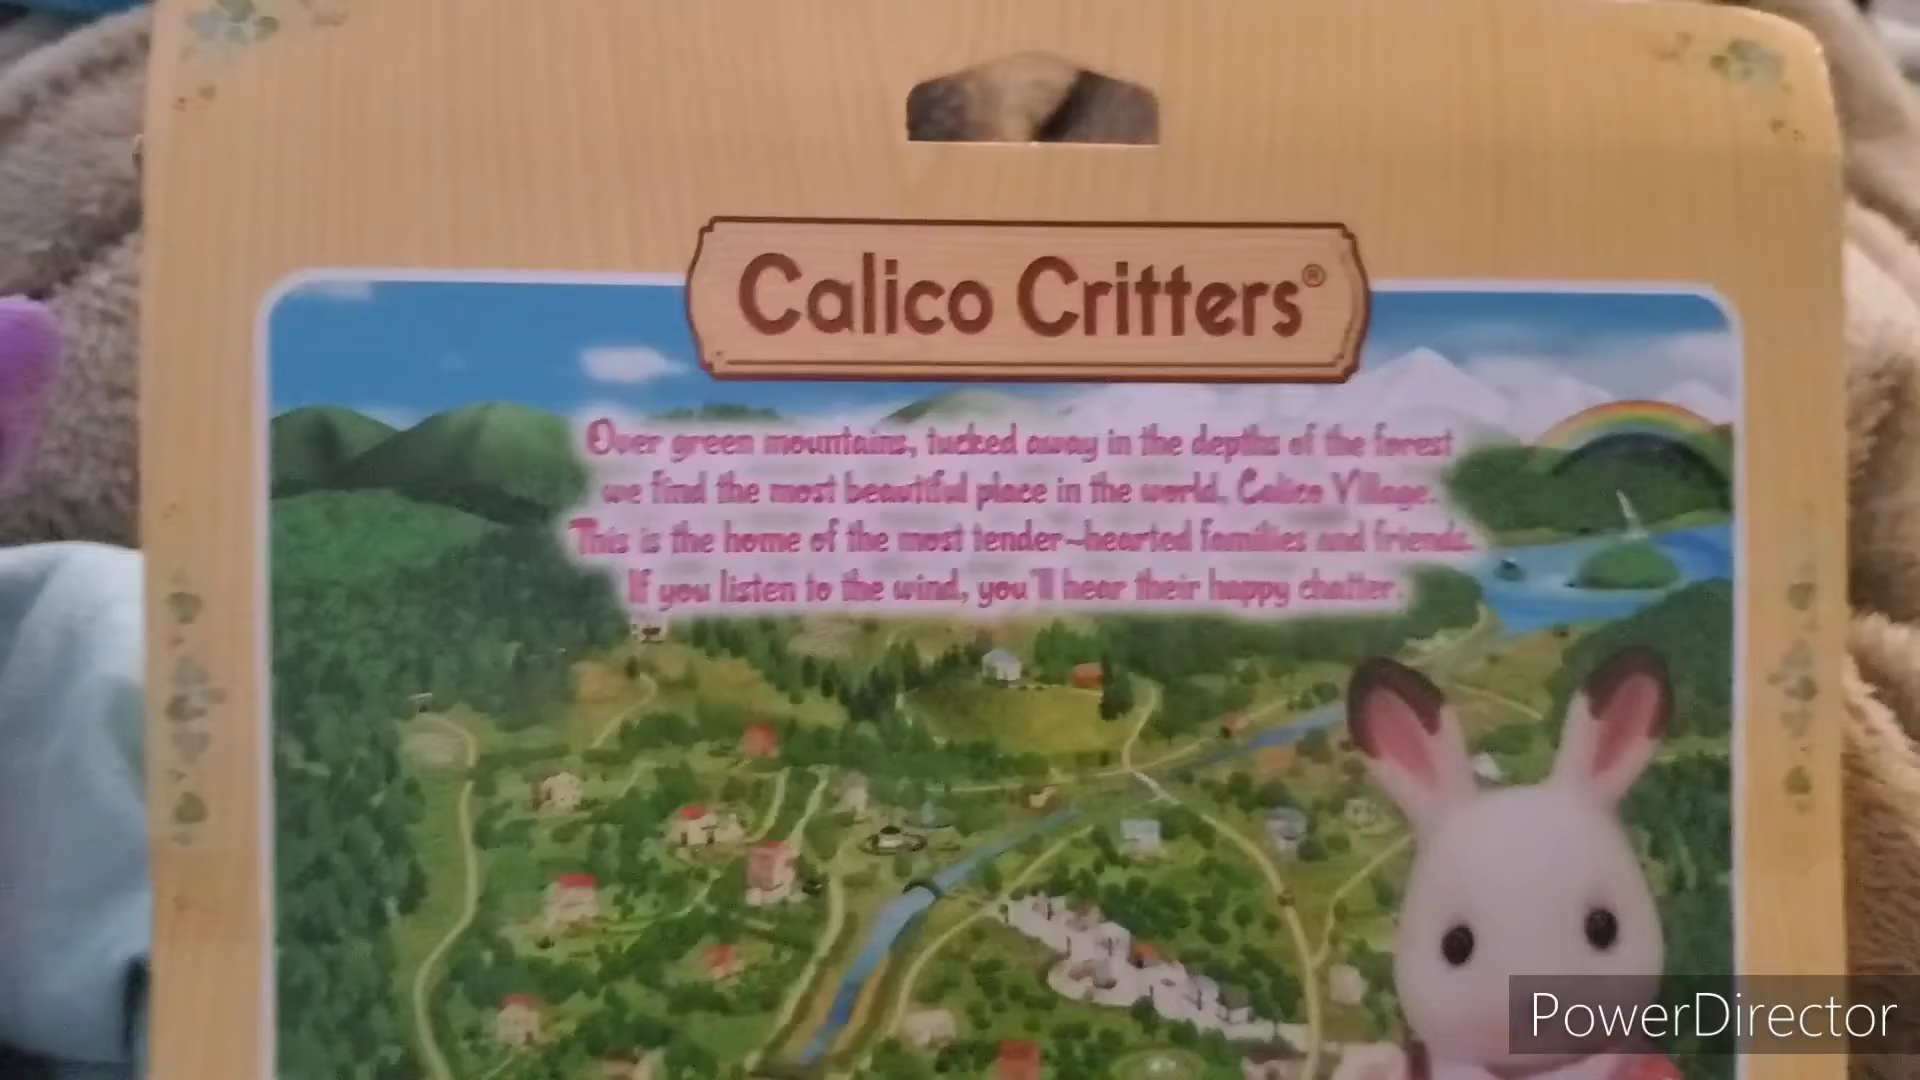 Calico Critters®
Over green mountains, tucked away in the depths of the forest
we find the most beautiful place in the world, Calico Village.
This is the home of the most tender-hearted families and friends.
If you listen to the wind, you'll hear their happy chatter.
PowerDirector